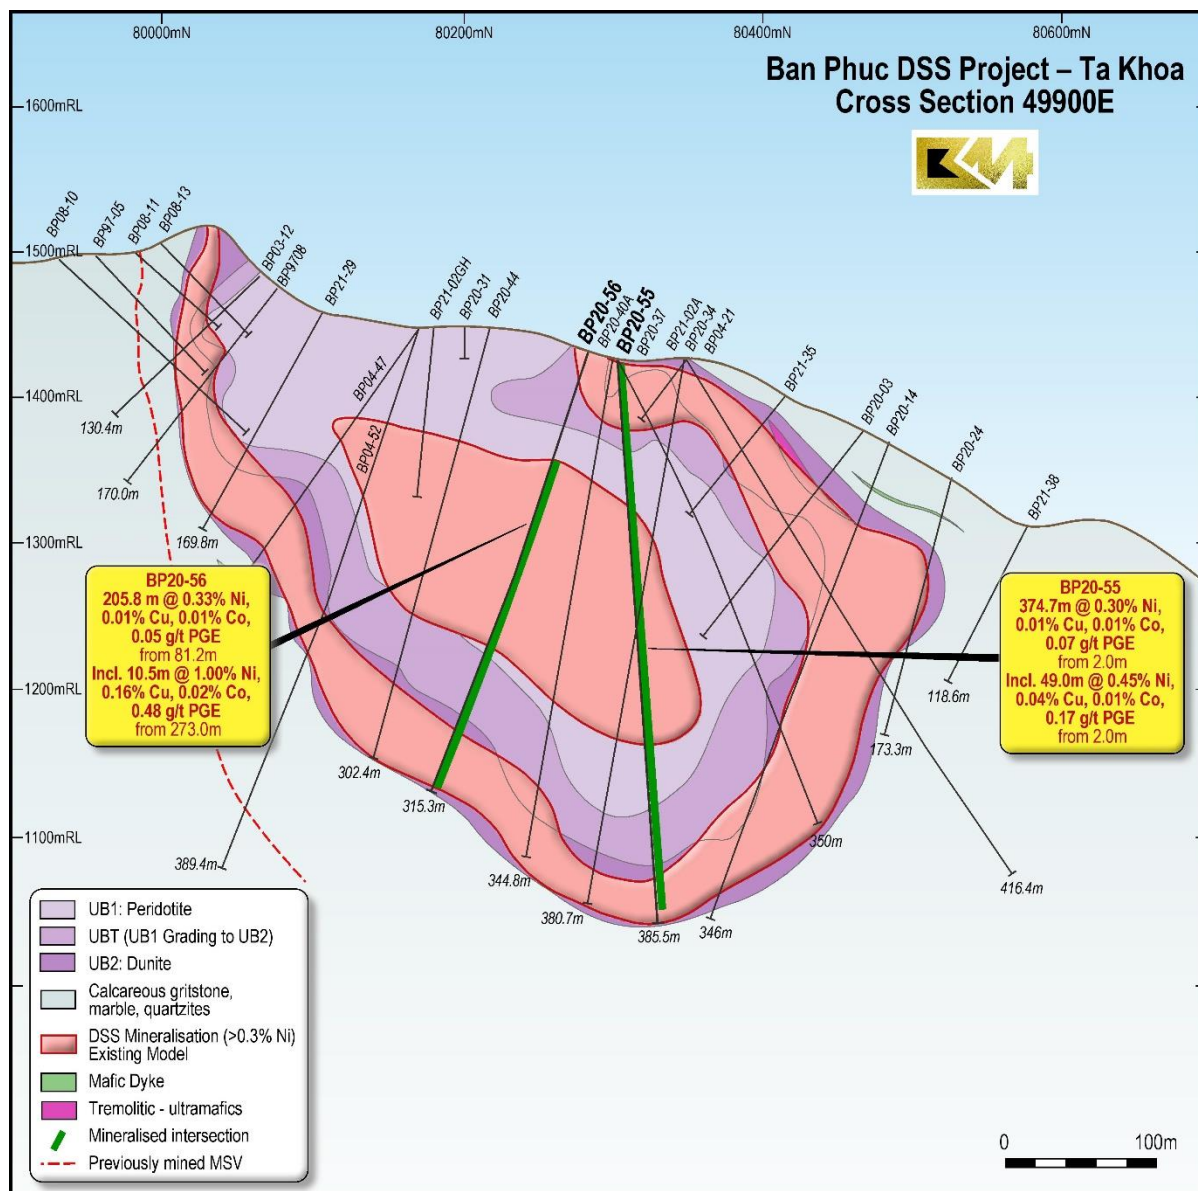 80000mN
80200mN
80400mN
80600mN
Ban Phuc DSS Project – Ta Khoa
Cross Section 49900E
1600mRL
1500mRL
1400mRL
1300mRL
1200mRL
1100mRL
BP08-10
BP97-05
BP08-11
BP08-13
BP03-12
BP9708
BP21-29
BP21-02GH
BP20-31
BP20-44
BP20-56
BP20-40A
BP20-55
BP20-37
BP21-02A
BP20-34
BP04-21
BP21-35
BP20-03
BP20-14
BP20-24
BP21-38
BP04-47
BP04-52
130.4m
170.0m
169.8m
302.4m
315.3m
389.4m
344.8m
380.7m
385.5m
346m
350m
416.4m
173.3m
118.6m
BP20-56
205.8 m @ 0.33% Ni,
0.01% Cu, 0.01% Co,
0.05 g/t PGE
from 81.2m
Incl. 10.5m @ 1.00% Ni,
0.16% Cu, 0.02% Co,
0.48 g/t PGE
from 273.0m
BP20-55
374.7m @ 0.30% Ni,
0.01% Cu, 0.01% Co,
0.07 g/t PGE
from 2.0m
Incl. 49.0m @ 0.45% Ni,
0.04% Cu, 0.01% Co,
0.17 g/t PGE
from 2.0m
UB1: Peridotite
UBT (UB1 Grading to UB2)
UB2: Dunite
Calcareous gritstone,
marble, quartzites
DSS Mineralisation (>0.3% Ni)
Existing Model
Mafic Dyke
Tremolitic - ultramafics
Mineralised intersection
Previously mined MSV
0
100m